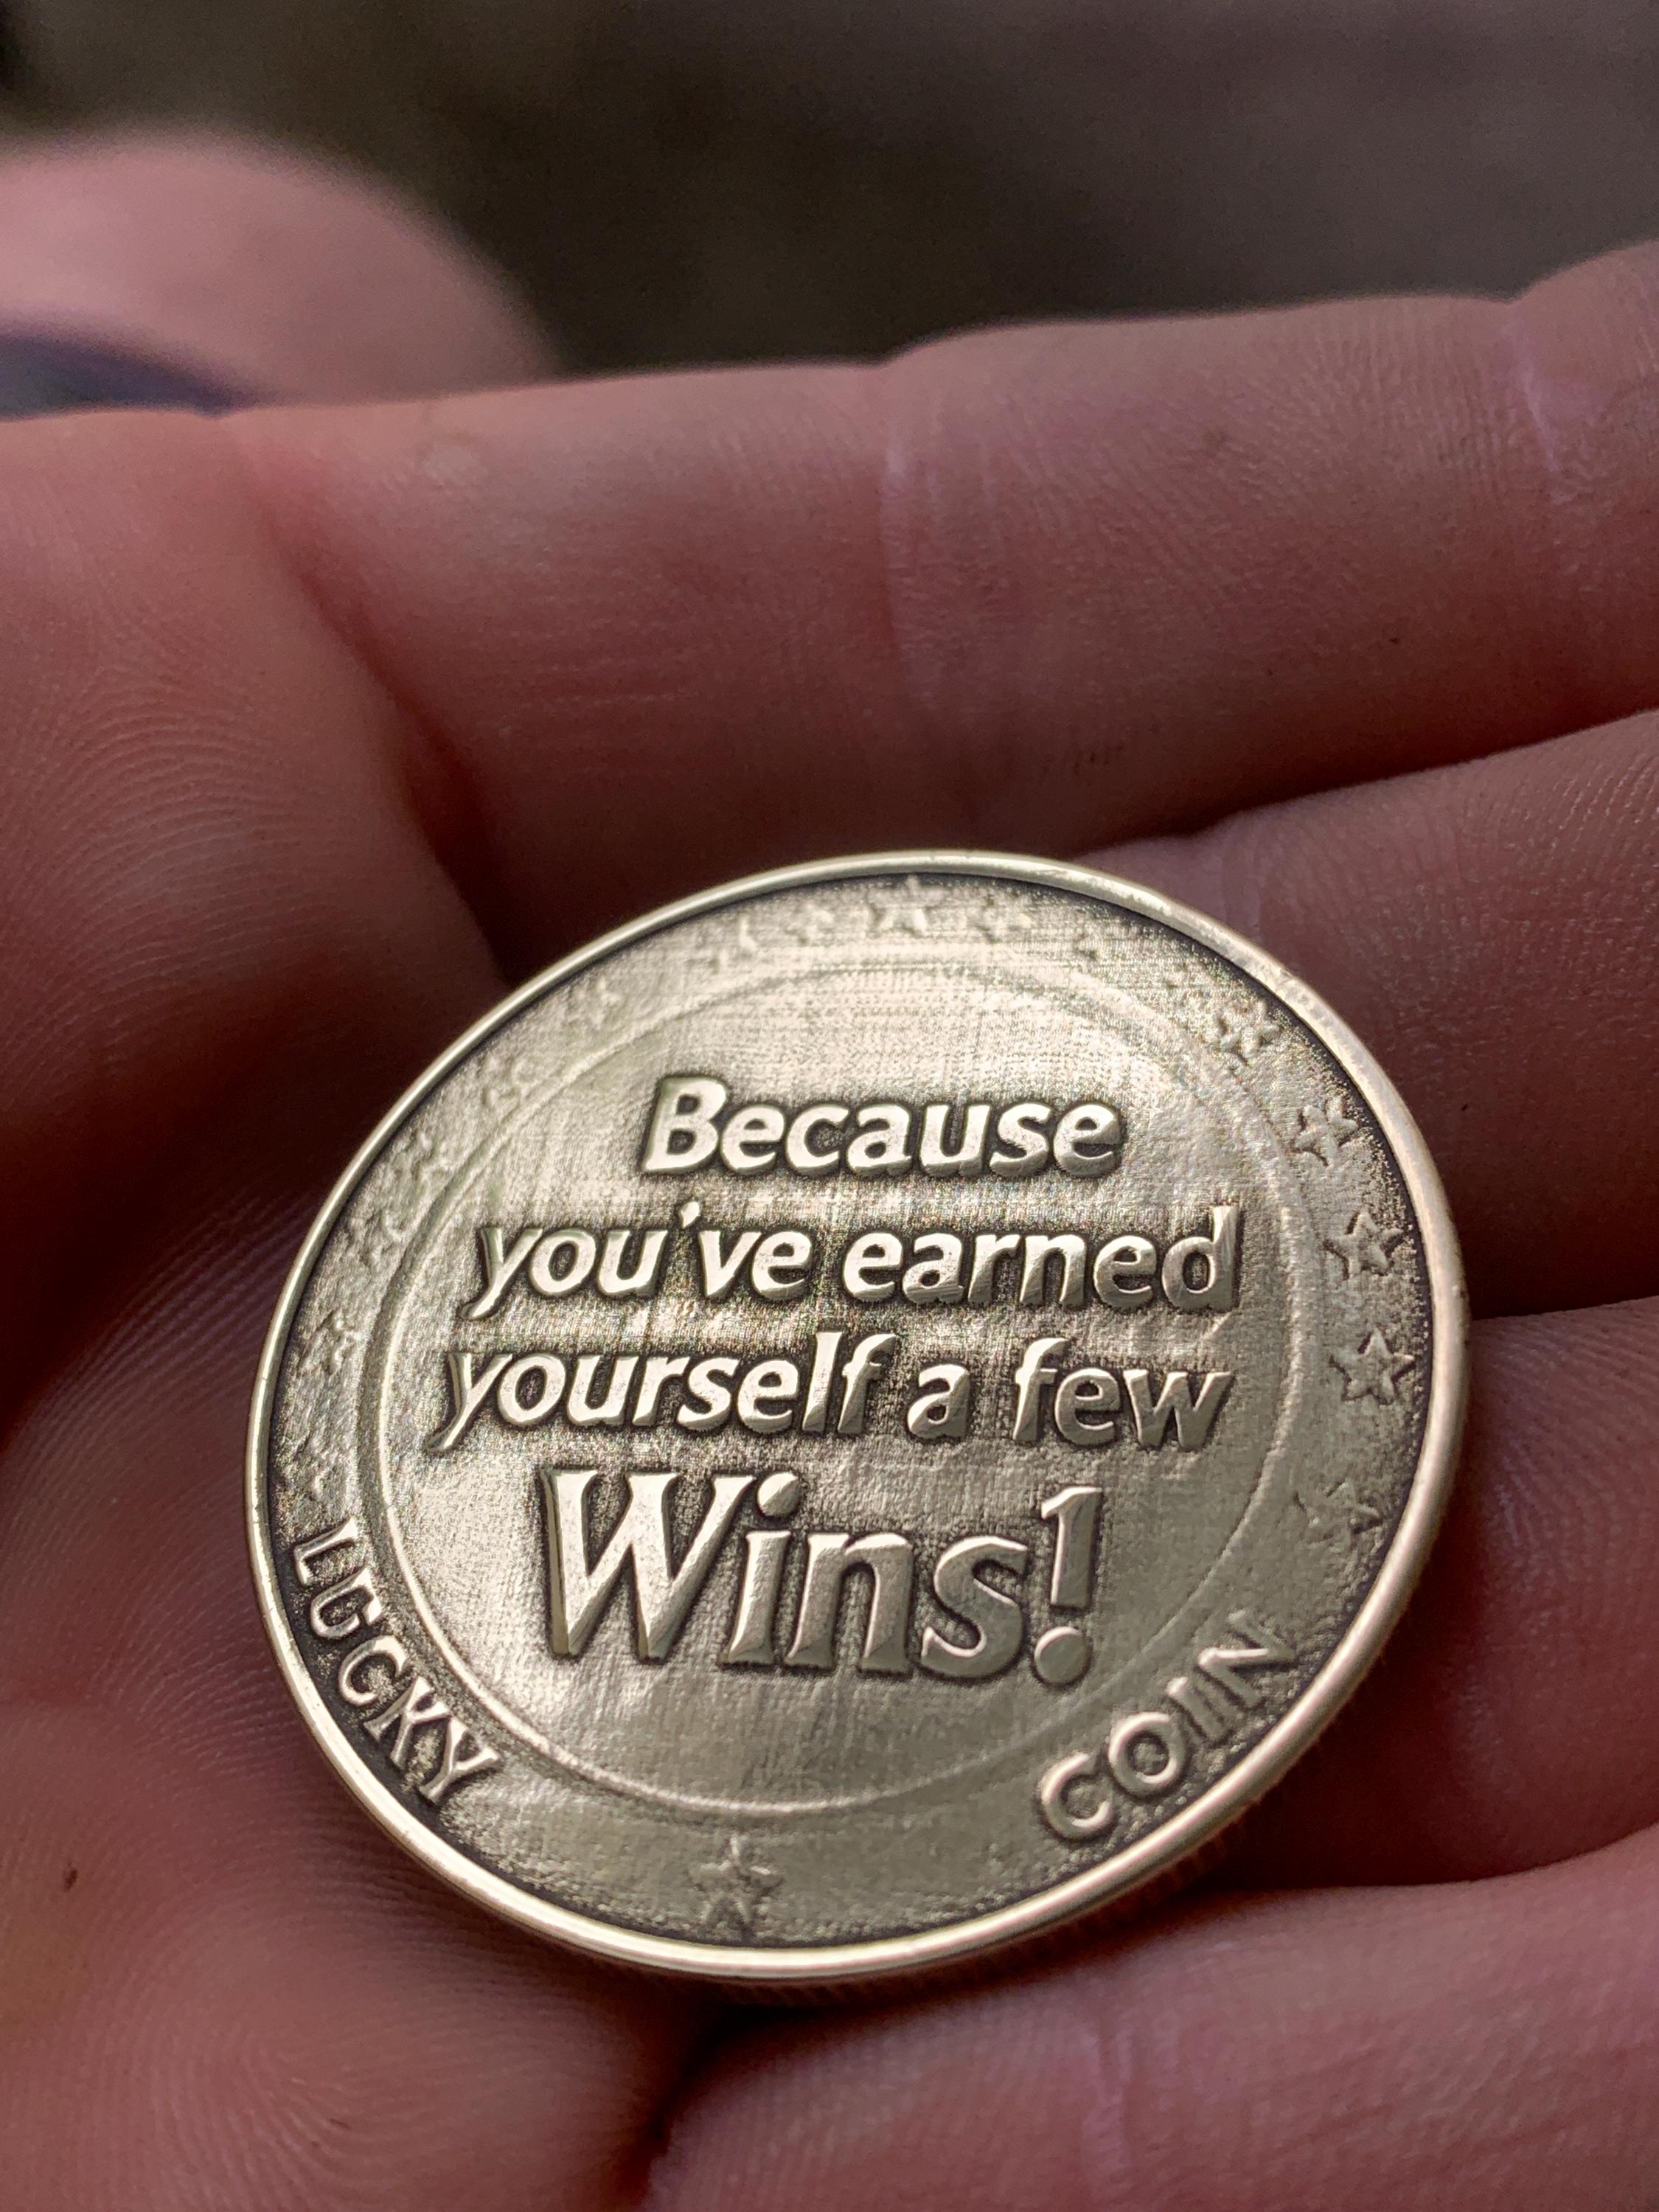 Because
you've earned
yourself a few
Wins!
LUCKY COIN